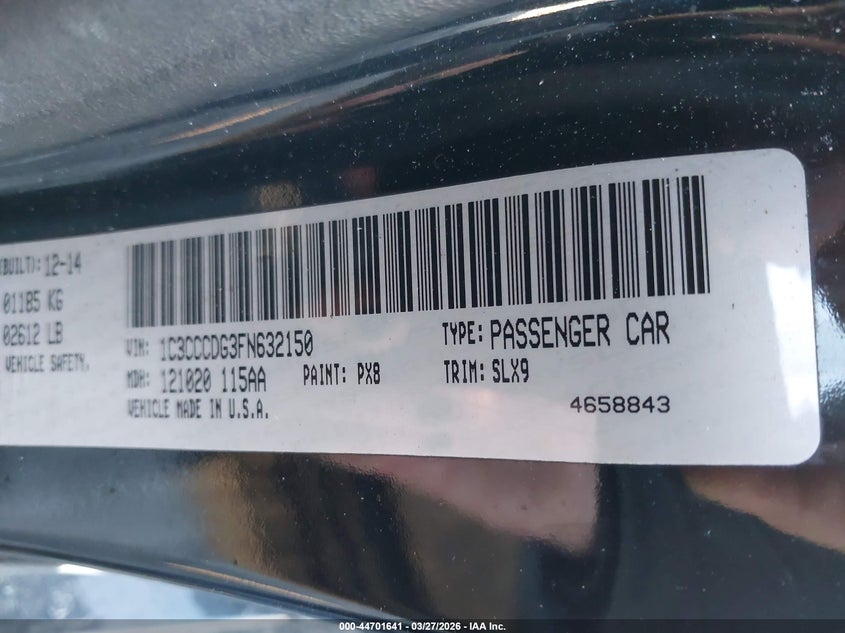 (BUILT): 12-14
01185 KG
02612 LB
VEHICLE SAFETY.
VIN: 1C3CCCDG3FN632150
TYPE: PASSENGER CAR
MDH: 121020 115AA
PAINT: PX8
TRIM: SLX9
VEHICLE MADE IN U.S.A.
4658843
000-44701641 - 03/27/2026 - IAA Inc.